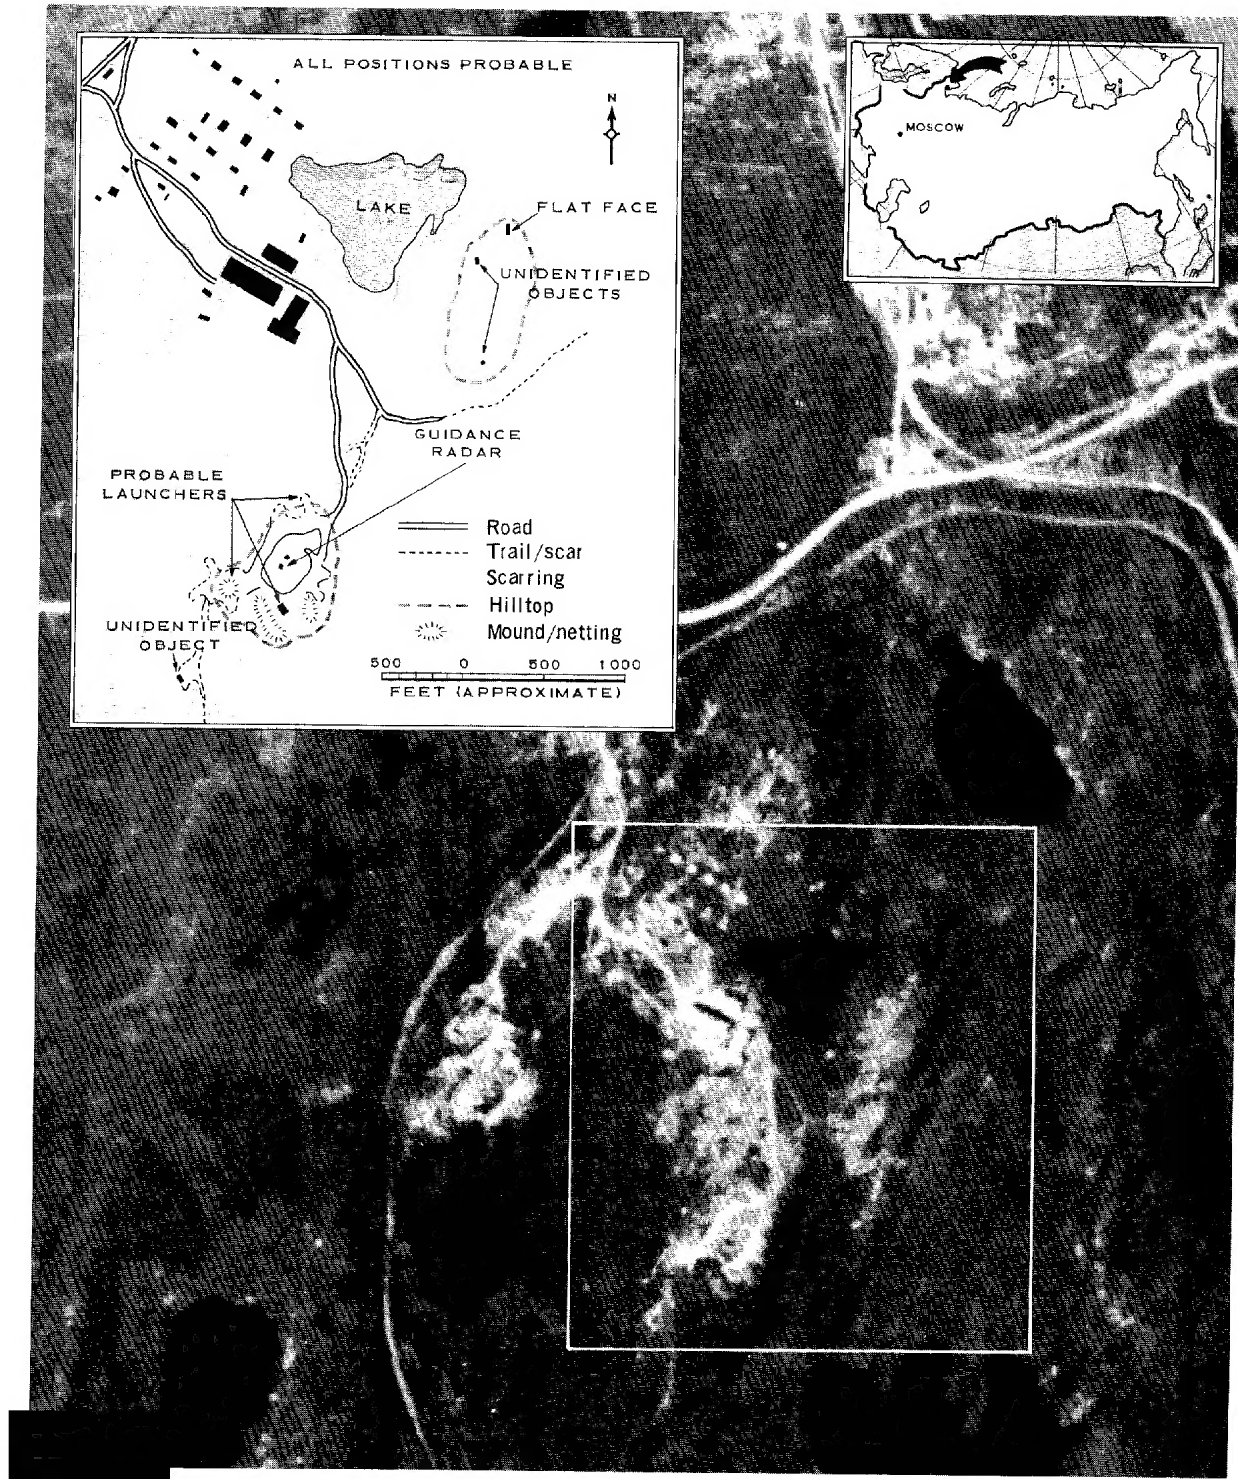 ALL POSITIONS PROBABLE
N
MOSCOW
LAKE
FLAT FACE
UNIDENTIFIED
OBJECTS
GUIDANCE
RADAR
PROBABLE
LAUNCHERS
Road
Trail/scar
Scarring
Hilltop
Mound/netting
UNIDENTIFIED
OBJECT
500 0 500 1000
FEET (APPROXIMATE)